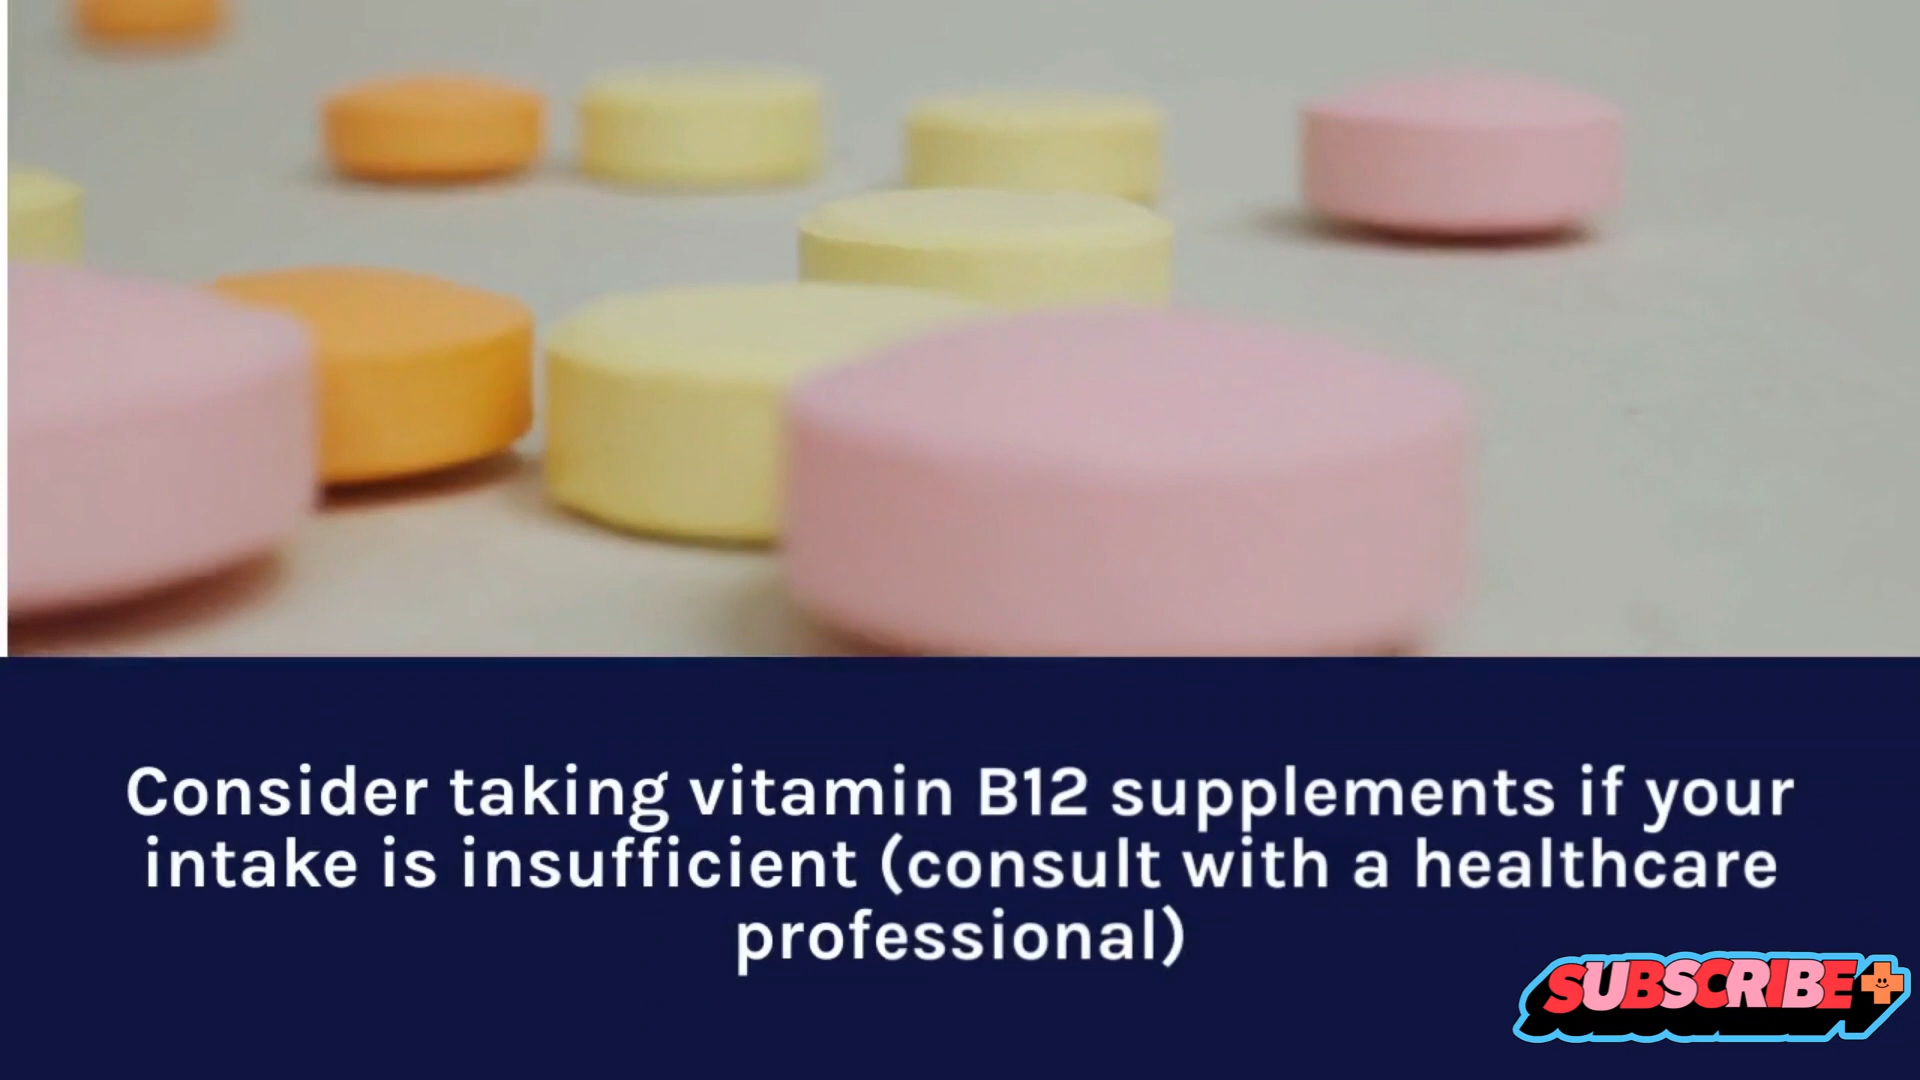 Consider taking vitamin B12 supplements if your
intake is insufficient (consult with a healthcare
professional)
SUBSCRIBE